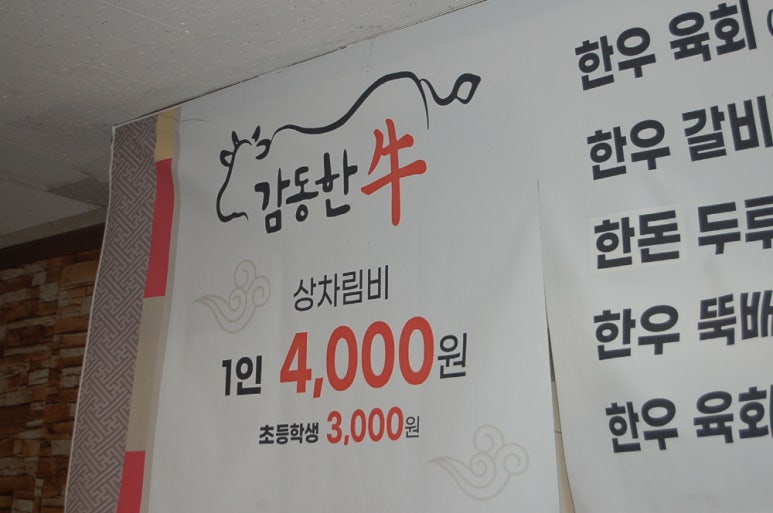 감동한牛
상차림비
1인 4,000원
초등학생 3,000원
한우 육회
한우 갈비
한돈 두루
한우 뚝배
한우 육회